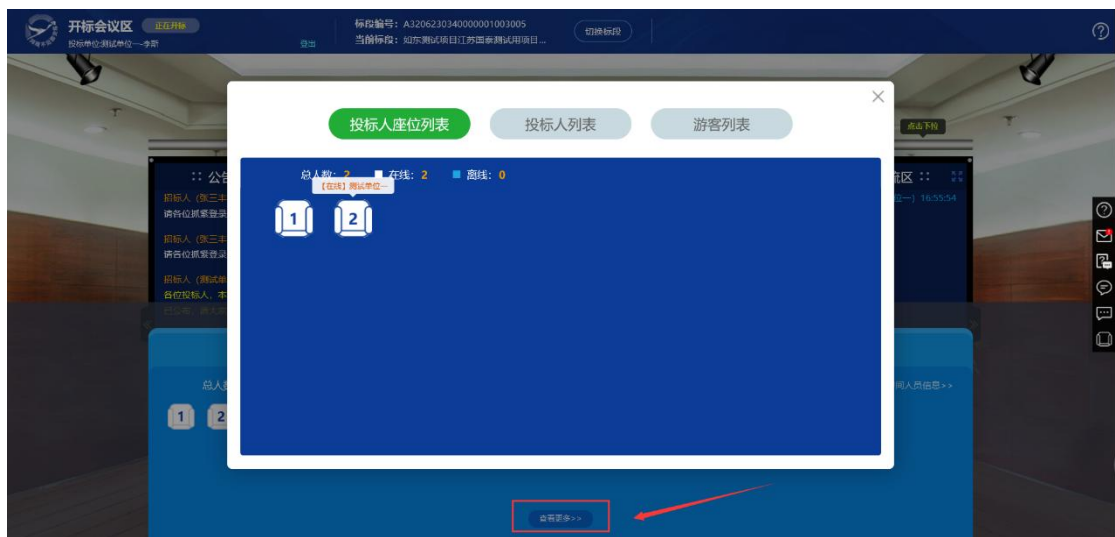 开标会议区 正在开标
投标单位:测试单位一-李斯 登出
标段编号：A3206230340000001003005
当前标段：如东测试项目江苏国泰测试用项目...
切换标段
投标人座位列表 投标人列表 游客列表
点击下拉
:: 公告
流区 ::
总人数：2 在线：2 离线：0
【在线】测试单位一
1 2
招标人（张三丰
请各位抓紧登录
位一）16:55:54
招标人（张三丰
请各位抓紧登录
招标人（测试单
各位投标人，本
总人数
间人员信息>>
1 2
查看更多>>